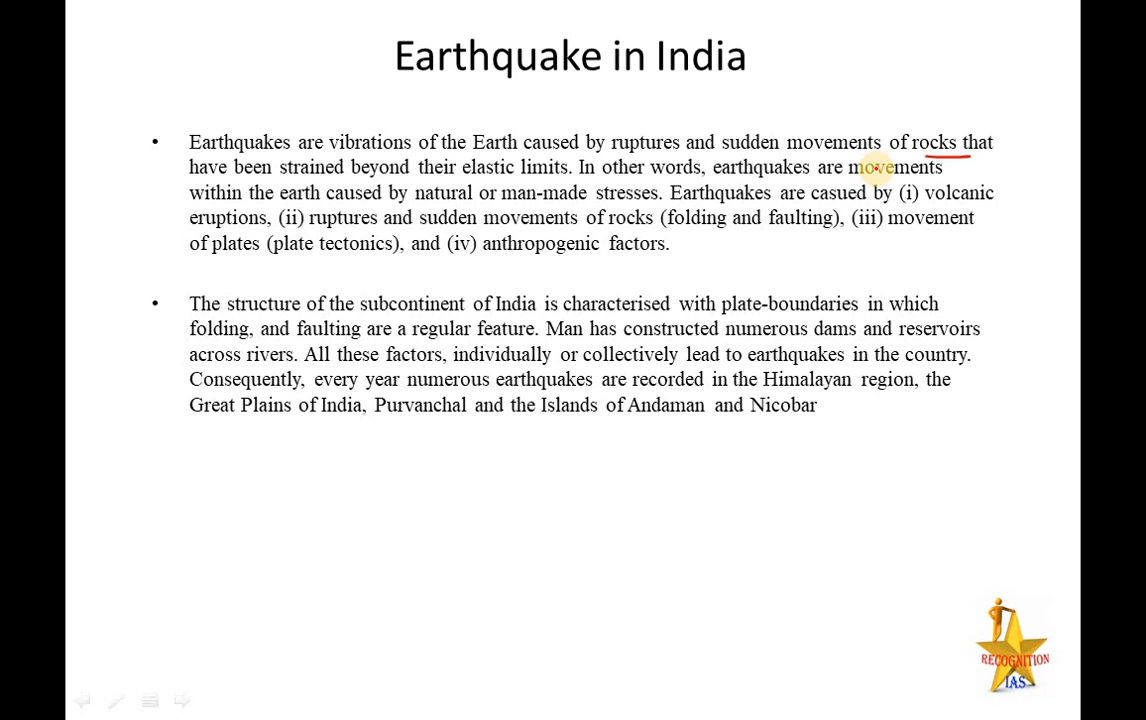 Earthquake in India
• Earthquakes are vibrations of the Earth caused by ruptures and sudden movements of rocks that
have been strained beyond their elastic limits. In other words, earthquakes are movements
within the earth caused by natural or man-made stresses. Earthquakes are casued by (i) volcanic
eruptions, (ii) ruptures and sudden movements of rocks (folding and faulting), (iii) movement
of plates (plate tectonics), and (iv) anthropogenic factors.
• The structure of the subcontinent of India is characterised with plate-boundaries in which
folding, and faulting are a regular feature. Man has constructed numerous dams and reservoirs
across rivers. All these factors, individually or collectively lead to earthquakes in the country.
Consequently, every year numerous earthquakes are recorded in the Himalayan region, the
Great Plains of India, Purvanchal and the Islands of Andaman and Nicobar
RECOGNITION
IAS